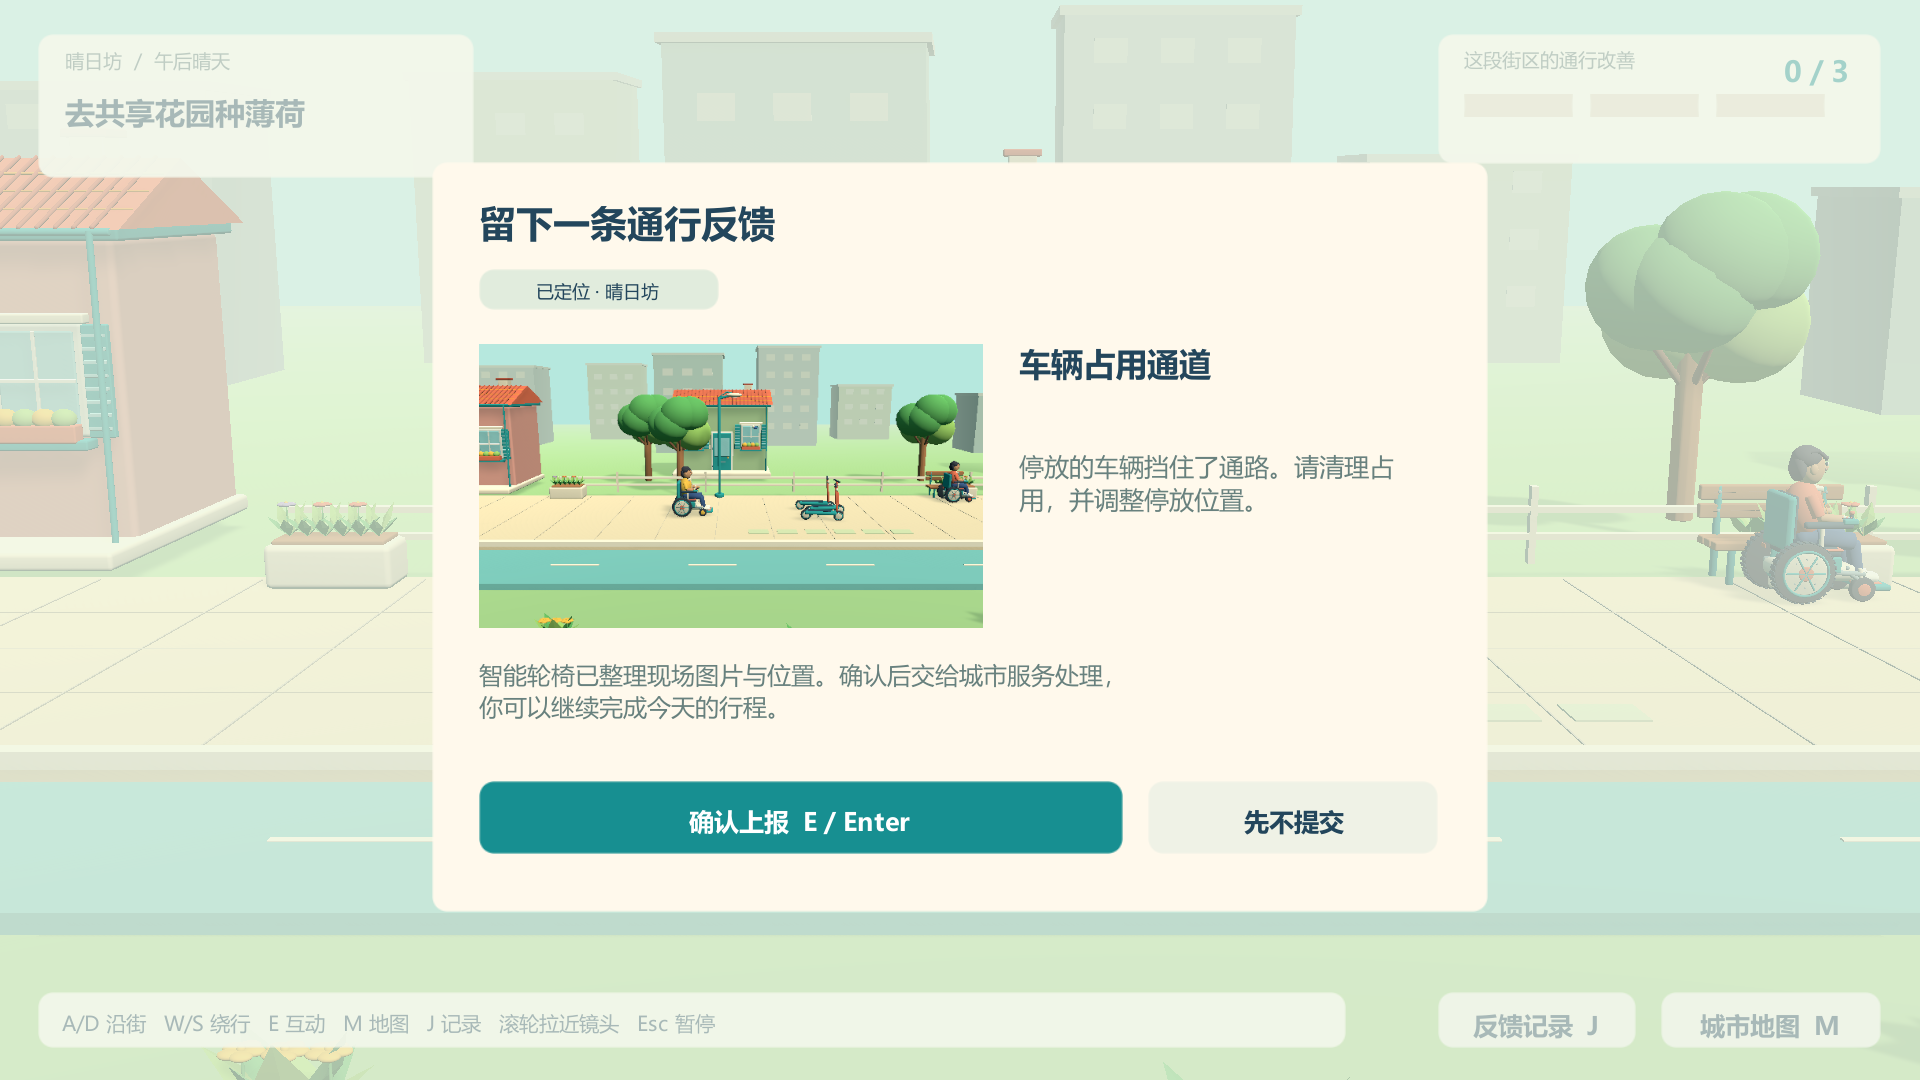 晴日坊 / 午后晴天
去共享花园种薄荷
这段街区的通行改善
0 / 3
留下一条通行反馈
已定位 · 晴日坊
车辆占用通道
停放的车辆挡住了通路。请清理占
用，并调整停放位置。
智能轮椅已整理现场图片与位置。确认后交给城市服务处理，
你可以继续完成今天的行程。
确认上报 E / Enter
先不提交
A/D 沿街 W/S 绕行 E 互动 M 地图 J 记录 滚轮拉近镜头 Esc 暂停
反馈记录 J
城市地图 M